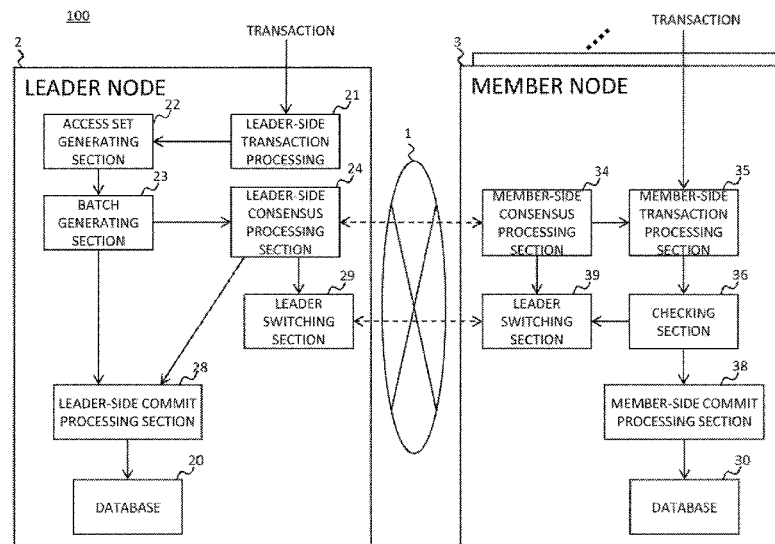 100
TRANSACTION
TRANSACTION
2
LEADER NODE
22
ACCESS SET
GENERATING
SECTION
21
LEADER-SIDE
TRANSACTION
PROCESSING
23
BATCH
GENERATING
SECTION
24
LEADER-SIDE
CONSENSUS
PROCESSING
SECTION
29
LEADER
SWITCHING
SECTION
28
LEADER-SIDE COMMIT
PROCESSING SECTION
20
DATABASE
1
3
MEMBER NODE
34
MEMBER-SIDE
CONSENSUS
PROCESSING
SECTION
35
MEMBER-SIDE
TRANSACTION
PROCESSING
SECTION
39
LEADER
SWITCHING
SECTION
36
CHECKING
SECTION
38
MEMBER-SIDE COMMIT
PROCESSING SECTION
30
DATABASE